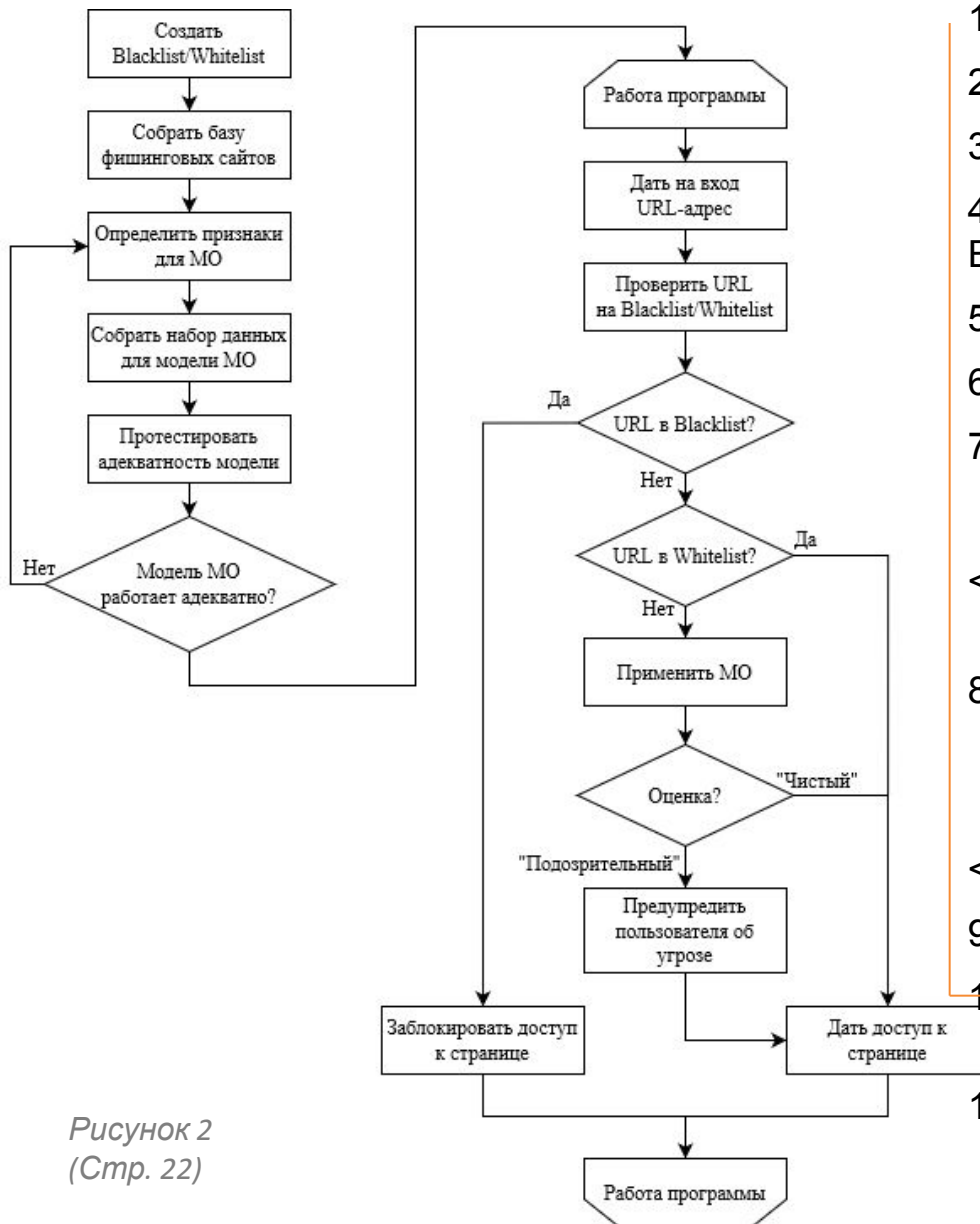 Создать
Blacklist/Whitelist
Собрать базу
фишинговых сайтов
Определить признаки
для МО
Собрать набор данных
для модели МО
Протестировать
адекватность модели
Нет
Модель МО
работает адекватно?
Работа программы
Дать на вход
URL-адрес
Проверить URL
на Blacklist/Whitelist
Да
URL в Blacklist?
Нет
URL в Whitelist?
Да
Нет
Применить МО
Оценка?
"Чистый"
"Подозрительный"
Предупредить
пользователя об
угрозе
Заблокировать доступ
к странице
Дать доступ к
странице
Работа программы
Рисунок 2
(Стр. 22)
1
2
3
4
5
6
7
<
8
<
9
1
1